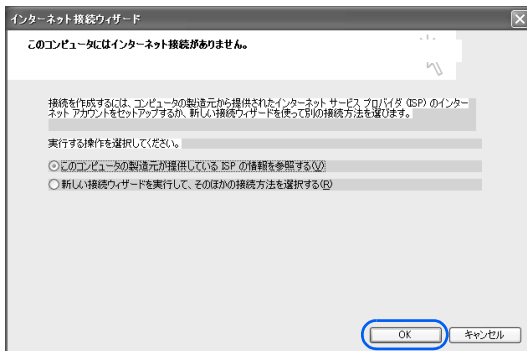 インターネット接続ウィザード
このコンピュータにはインターネット接続がありません。
接続を作成するには、コンピュータの製造元から提供されたインターネット サービス プロバイダ (ISP) のインター
ネット アカウントをセットアップするか、新しい接続ウィザードを使って別の接続方法を選びます。
実行する操作を選択してください。
このコンピュータの製造元が提供している ISP の情報を参照する(V)
新しい接続ウィザードを実行して、そのほかの接続方法を選択する(R)
OK
キャンセル